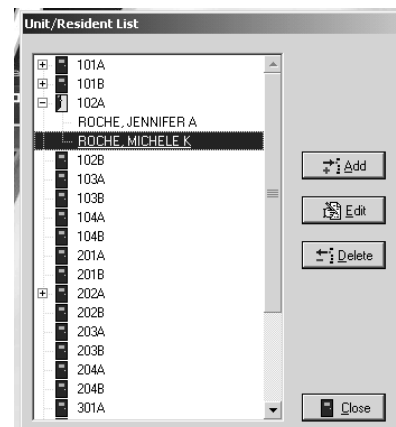 Unit/Resident List
101A
101B
102A
ROCHE, JENNIFER A
ROCHE, MICHELE K
102B
103A
103B
104A
104B
201A
201B
202A
202B
203A
203B
204A
204B
301A
Add
Edit
Delete
Close